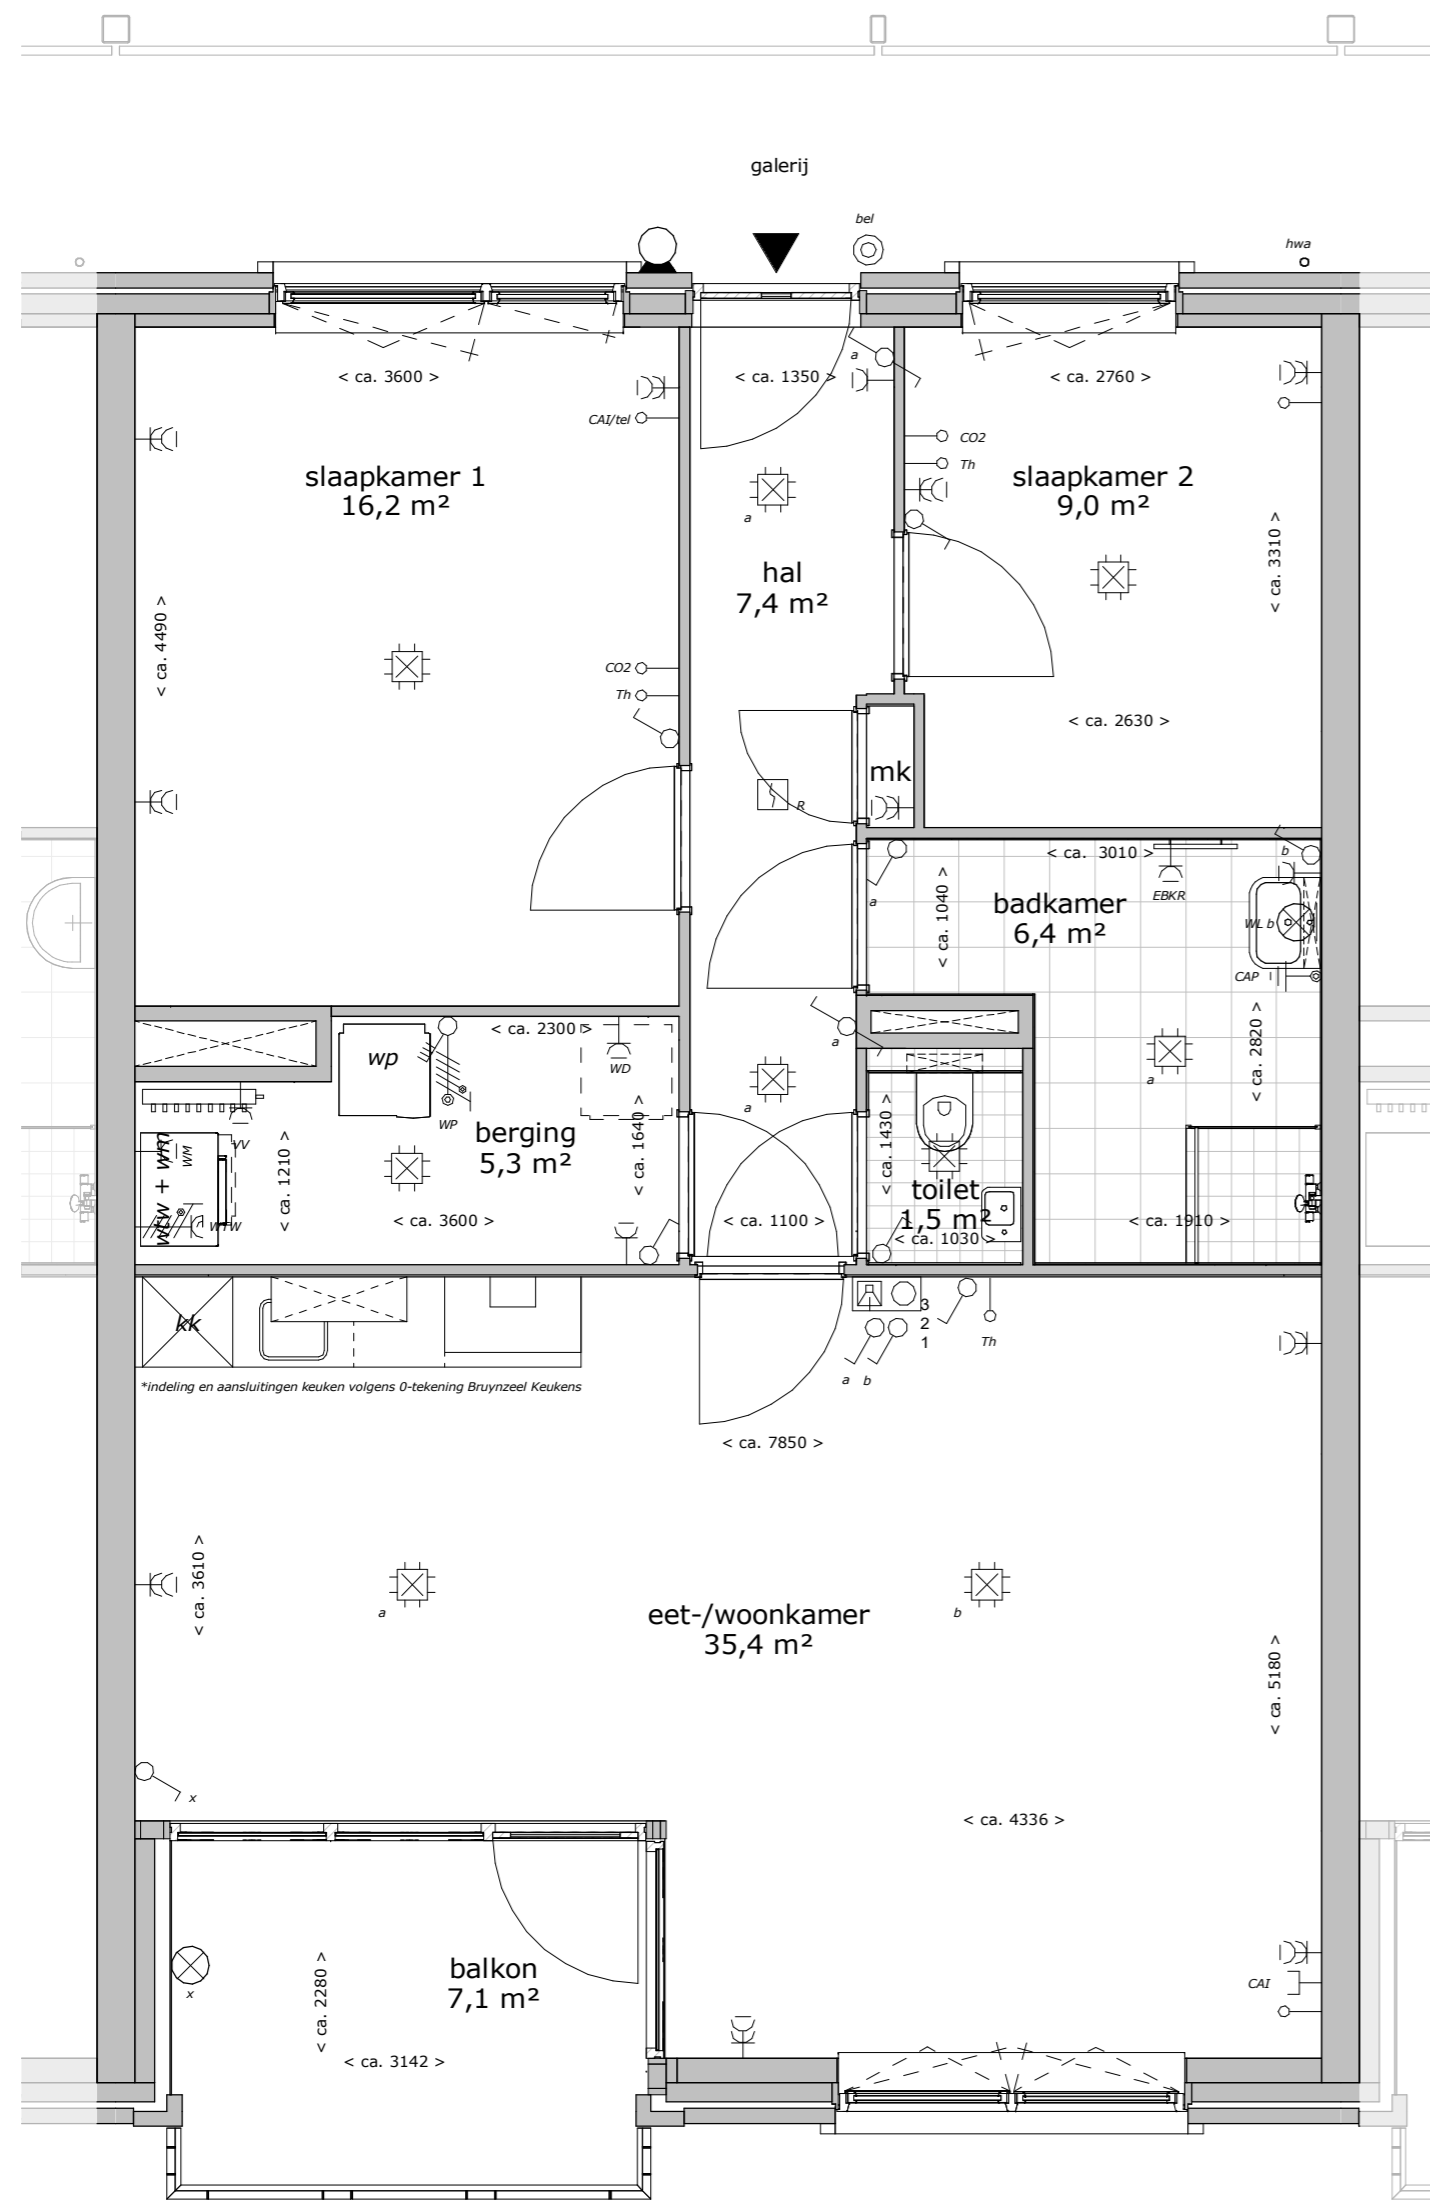 galerij
bel
hwa
< ca. 3600 >
< ca. 1350 >
a
< ca. 2760 >
CAI/tel
CO2
Th
slaapkamer 1
16,2 m²
slaapkamer 2
9,0 m²
a
hal
7,4 m²
< ca. 3310 >
< ca. 4490 >
CO2
Th
< ca. 2630 >
mk
R
< ca. 3010 >
b
< ca. 1040 >
a
EBKR
badkamer
6,4 m²
WL b
CAP
< ca. 2300 >
wp
WD
a
< ca. 2820 >
a
a
WP
berging
5,3 m²
< ca. 1640 >
< ca. 1430 >
VV
WM
wtw + wm
< ca. 1210 >
WTW
toilet
1,5 m²
< ca. 3600 >
< ca. 1100 >
< ca. 1030 >
< ca. 1910 >
kk
3
2
1
Th
a
b
*indeling en aansluitingen keuken volgens 0-tekening Bruynzeel Keukens
< ca. 7850 >
< ca. 3610 >
a
b
eet-/woonkamer
35,4 m²
< ca. 5180 >
x
< ca. 4336 >
balkon
7,1 m²
x
< ca. 2280 >
CAI
< ca. 3142 >